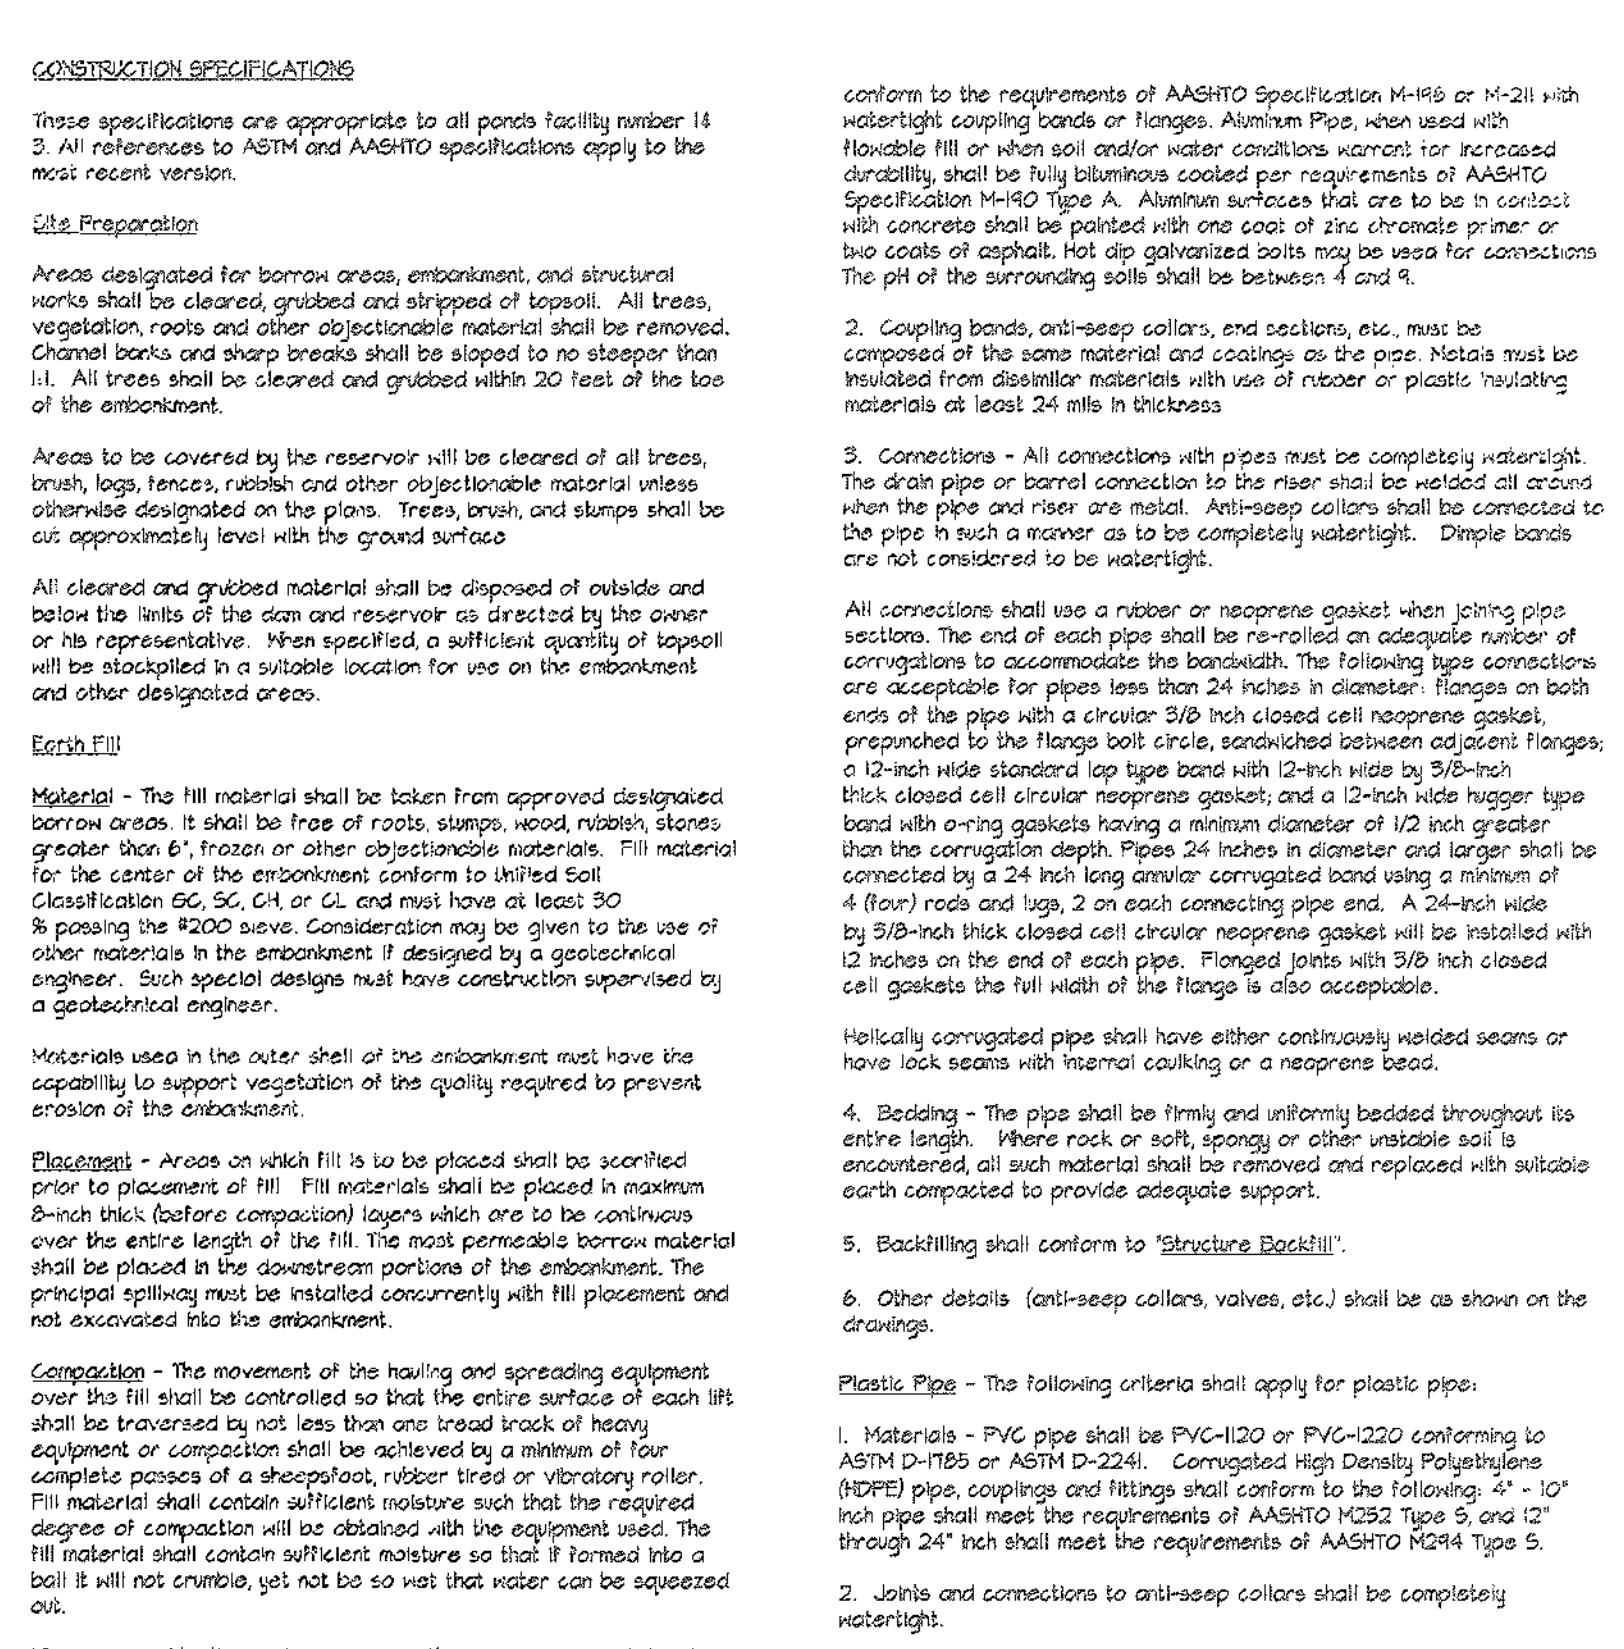 CONSTRUCTION SPECIFICATIONS
These specifications are appropriate to all ponds facility number 14
3. All references to ASTM and AASHTO specifications apply to the
most recent version.
Site Preparation
Areas designated for borrow areas, embankment, and structural
works shall be cleared, grubbed and stripped of topsoil. All trees,
vegetation, roots and other objectionable material shall be removed.
Channel banks and sharp breaks shall be sloped to no steeper than
1:1. All trees shall be cleared and grubbed within 20 feet of the toe
of the embankment.
Areas to be covered by the reservoir will be cleared of all trees,
brush, logs, fences, rubbish and other objectionable material unless
otherwise designated on the plans. Trees, brush, and stumps shall be
cut approximately level with the ground surface
All cleared and grubbed material shall be disposed of outside and
below the limits of the dam and reservoir as directed by the owner
or his representative. When specified, a sufficient quantity of topsoil
will be stockpiled in a suitable location for use on the embankment
and other designated areas.
Earth Fill
Material - The fill material shall be taken from approved designated
borrow areas. It shall be free of roots, stumps, wood, rubbish, stones
greater than 6", frozen or other objectionable materials. Fill material
for the center of the embankment conform to Unified Soil
Classification GC, SC, CH, or CL and must have at least 30
% passing the #200 sieve. Consideration may be given to the use of
other materials in the embankment if designed by a geotechnical
engineer. Such special designs must have construction supervised by
a geotechnical engineer.
Materials used in the outer shell of the embankment must have the
capability to support vegetation of the quality required to prevent
erosion of the embankment.
Placement - Areas on which fill is to be placed shall be scarified
prior to placement of fill Fill materials shall be placed in maximum
8-inch thick (before compaction) layers which are to be continuous
over the entire length of the fill. The most permeable borrow material
shall be placed in the downstream portions of the embankment. The
principal spillway must be installed concurrently with fill placement and
not excavated into the embankment.
Compaction - The movement of the hauling and spreading equipment
over the fill shall be controlled so that the entire surface of each lift
shall be traversed by not less than one tread track of heavy
equipment or compaction shall be achieved by a minimum of four
complete passes of a sheepsfoot, rubber tired or vibratory roller.
Fill material shall contain sufficient moisture such that the required
degree of compaction will be obtained with the equipment used. The
fill material shall contain sufficient moisture so that if formed into a
ball it will not crumble, yet not be so wet that water can be squeezed
out.
conform to the requirements of AASHTO Specification M-196 or M-211 with
watertight coupling bands or flanges. Aluminum Pipe, when used with
flowable fill or when soil and/or water conditions warrant for increased
durability, shall be fully bituminous coated per requirements of AASHTO
Specification M-190 Type A. Aluminum surfaces that are to be in contact
with concrete shall be painted with one coat of zinc chromate primer or
two coats of asphalt. Hot dip galvanized bolts may be used for connections
The pH of the surrounding soils shall be between 4 and 9.
2. Coupling bands, anti-seep collars, end sections, etc., must be
composed of the same material and coatings as the pipe. Metals must be
insulated from dissimilar materials with use of rubber or plastic insulating
materials at least 24 mils in thickness
3. Connections - All connections with pipes must be completely watertight.
The drain pipe or barrel connection to the riser shall be welded all around
when the pipe and riser are metal. Anti-seep collars shall be connected to
the pipe in such a manner as to be completely watertight. Dimple bands
are not considered to be watertight.
All connections shall use a rubber or neoprene gasket when joining pipe
sections. The end of each pipe shall be re-rolled an adequate number of
corrugations to accommodate the bandwidth. The following type connections
are acceptable for pipes less than 24 inches in diameter: flanges on both
ends of the pipe with a circular 3/8 inch closed cell neoprene gasket,
prepunched to the flange bolt circle, sandwiched between adjacent flanges;
a 12-inch wide standard lap type band with 12-inch wide by 3/8-inch
thick closed cell circular neoprene gasket; and a 12-inch wide hugger type
band with o-ring gaskets having a minimum diameter of 1/2 inch greater
than the corrugation depth. Pipes 24 inches in diameter and larger shall be
connected by a 24 inch long annular corrugated band using a minimum of
4 (four) rods and lugs, 2 on each connecting pipe end. A 24-inch wide
by 3/8-inch thick closed cell circular neoprene gasket will be installed with
12 inches on the end of each pipe. Flanged joints with 3/8 inch closed
cell gaskets the full width of the flange is also acceptable.
Helically corrugated pipe shall have either continuously welded seams or
have lock seams with internal caulking or a neoprene bead.
4. Bedding - The pipe shall be firmly and uniformly bedded throughout its
entire length. Where rock or soft, spongy or other unstable soil is
encountered, all such material shall be removed and replaced with suitable
earth compacted to provide adequate support.
5. Backfilling shall conform to "Structure Backfill".
6. Other details (anti-seep collars, valves, etc.) shall be as shown on the
drawings.
Plastic Pipe - The following criteria shall apply for plastic pipe:
1. Materials - PVC pipe shall be PVC-1120 or PVC-1220 conforming to
ASTM D-1785 or ASTM D-2241. Corrugated High Density Polyethylene
(HDPE) pipe, couplings and fittings shall conform to the following: 4" - 10"
inch pipe shall meet the requirements of AASHTO M252 Type S, and 12"
through 24" inch shall meet the requirements of AASHTO M294 Type S.
2. Joints and connections to anti-seep collars shall be completely
watertight.